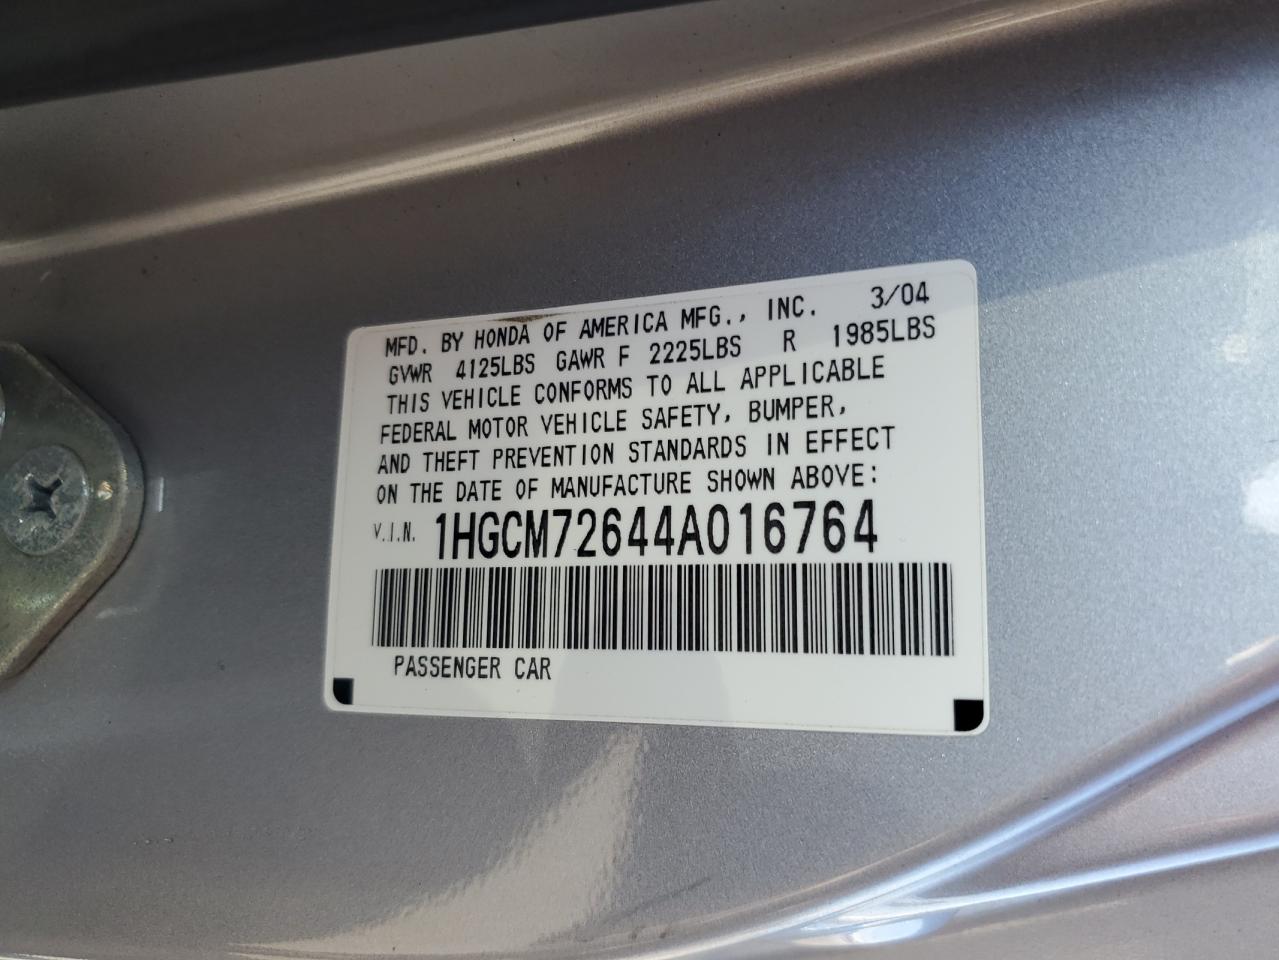 MFD. BY HONDA OF AMERICA MFG., INC. 3/04
GVWR 4125LBS GAWR F 2225LBS R 1985LBS
THIS VEHICLE CONFORMS TO ALL APPLICABLE
FEDERAL MOTOR VEHICLE SAFETY, BUMPER,
AND THEFT PREVENTION STANDARDS IN EFFECT
ON THE DATE OF MANUFACTURE SHOWN ABOVE:
V.I.N. 1HGCM72644A016764
PASSENGER CAR